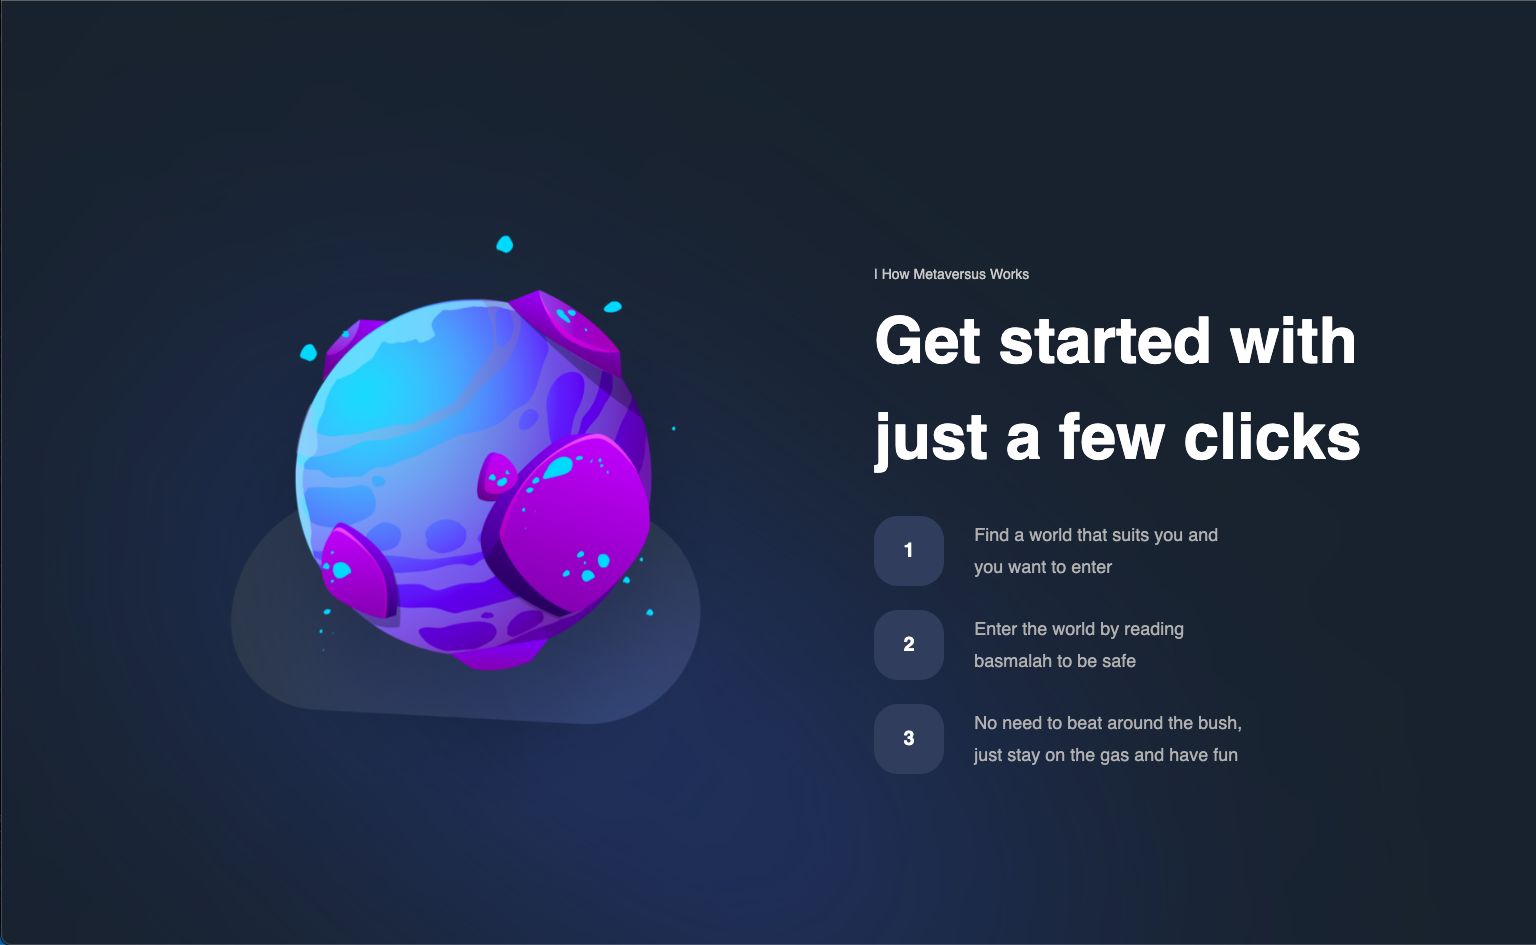 | How Metaversus Works
Get started with
just a few clicks
1
Find a world that suits you and
you want to enter
2
Enter the world by reading
basmalah to be safe
3
No need to beat around the bush,
just stay on the gas and have fun